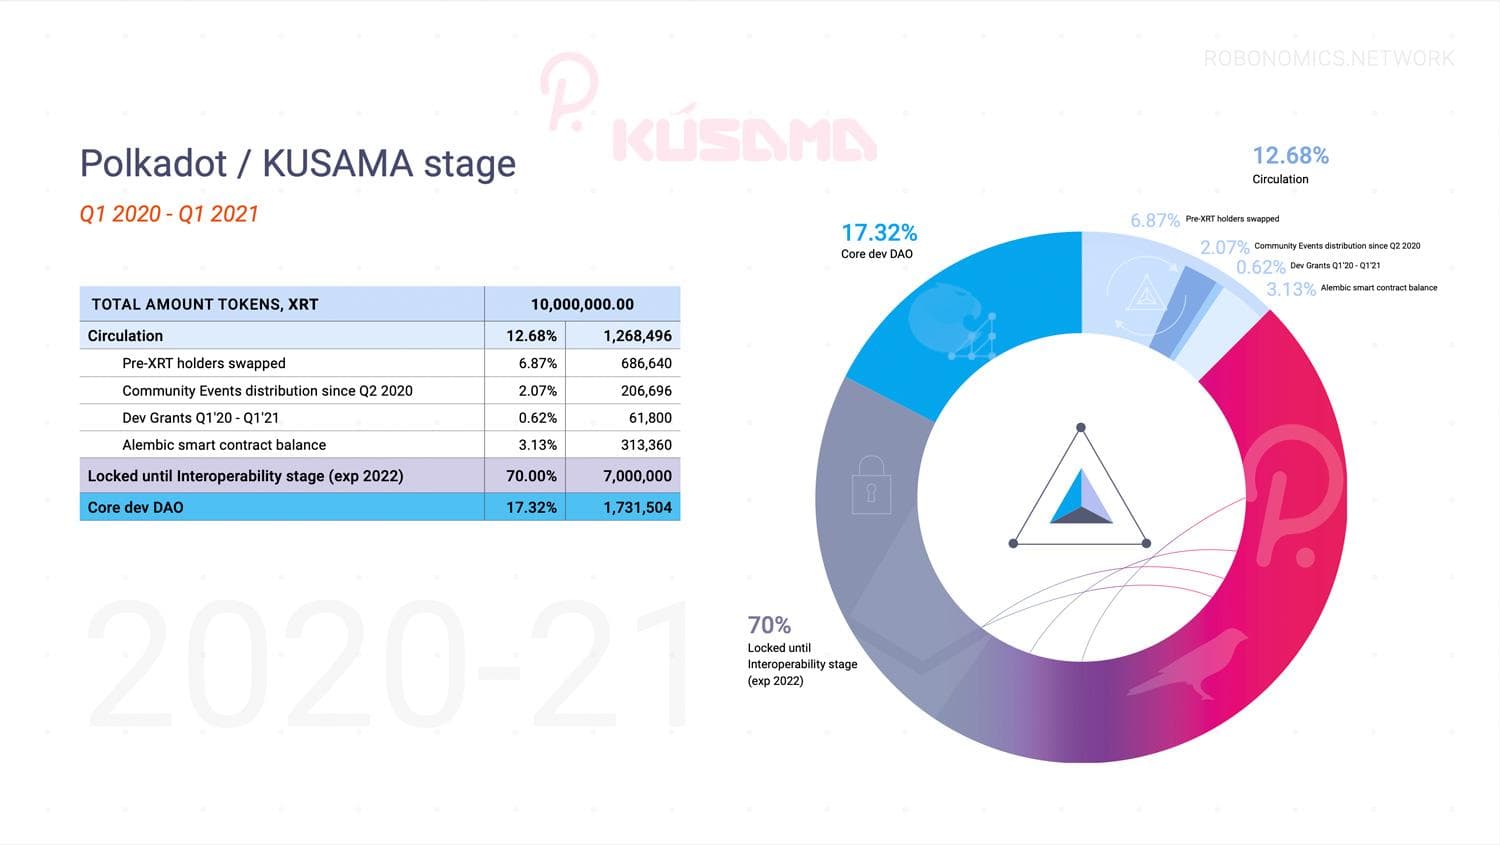 ROBONOMICS.NETWORK
KUSAMA
Polkadot / KUSAMA stage
Q1 2020 - Q1 2021
TOTAL AMOUNT TOKENS, XRT 10,000,000.00
Circulation 12.68% 1,268,496
Pre-XRT holders swapped 6.87% 686,640
Community Events distribution since Q2 2020 2.07% 206,696
Dev Grants Q1'20 - Q1'21 0.62% 61,800
Alembic smart contract balance 3.13% 313,360
Locked until Interoperability stage (exp 2022) 70.00% 7,000,000
Core dev DAO 17.32% 1,731,504
2020-21
12.68%
Circulation
6.87% Pre-XRT holders swapped
2.07% Community Events distribution since Q2 2020
0.62% Dev Grants Q1'20 - Q1'21
3.13% Alembic smart contract balance
17.32%
Core dev DAO
70%
Locked until
Interoperability stage
(exp 2022)